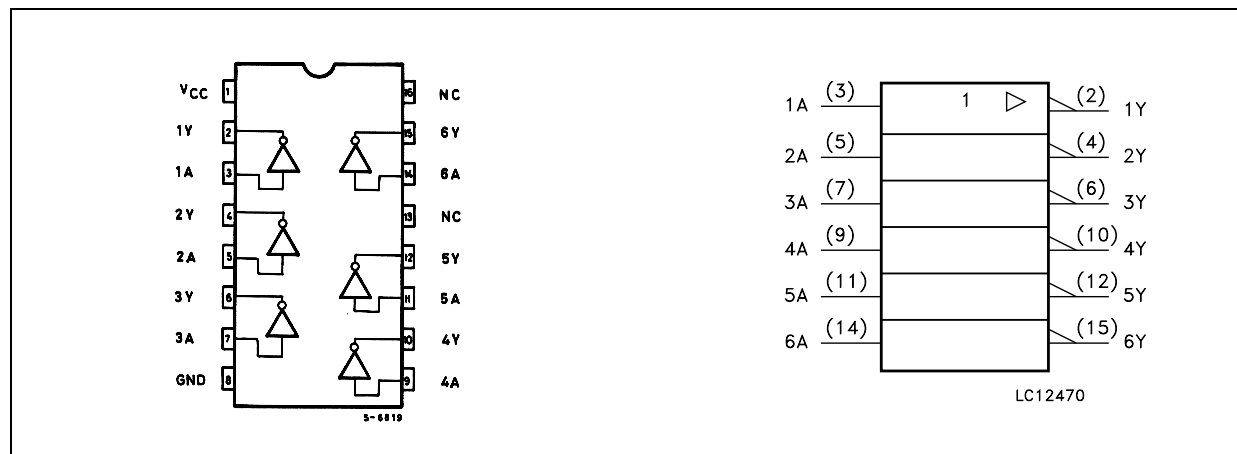 VCC 1 16 NC
1Y 2 15 6Y
1A 3 14 6A
2Y 4 13 NC
2A 5 12 5Y
3Y 6 11 5A
3A 7 10 4Y
GND 8 9 4A
S-6819
1
1A (3) (2) 1Y
2A (5) (4) 2Y
3A (7) (6) 3Y
4A (9) (10) 4Y
5A (11) (12) 5Y
6A (14) (15) 6Y
LC12470